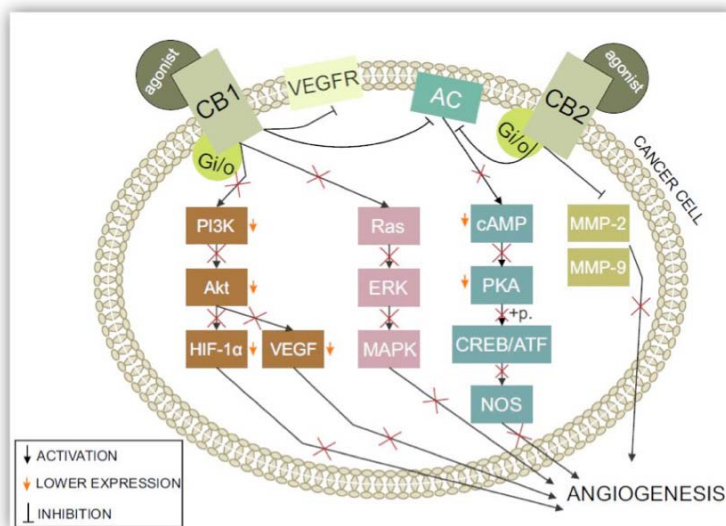 agonist
CB1
Gi/o
VEGFR
AC
agonist
CB2
Gi/o
CANCER CELL
PI3K
Ras
cAMP
MMP-2
Akt
ERK
PKA
MMP-9
+p.
HIF-1α
VEGF
MAPK
CREB/ATF
NOS
ACTIVATION
LOWER EXPRESSION
INHIBITION
ANGIOGENESIS